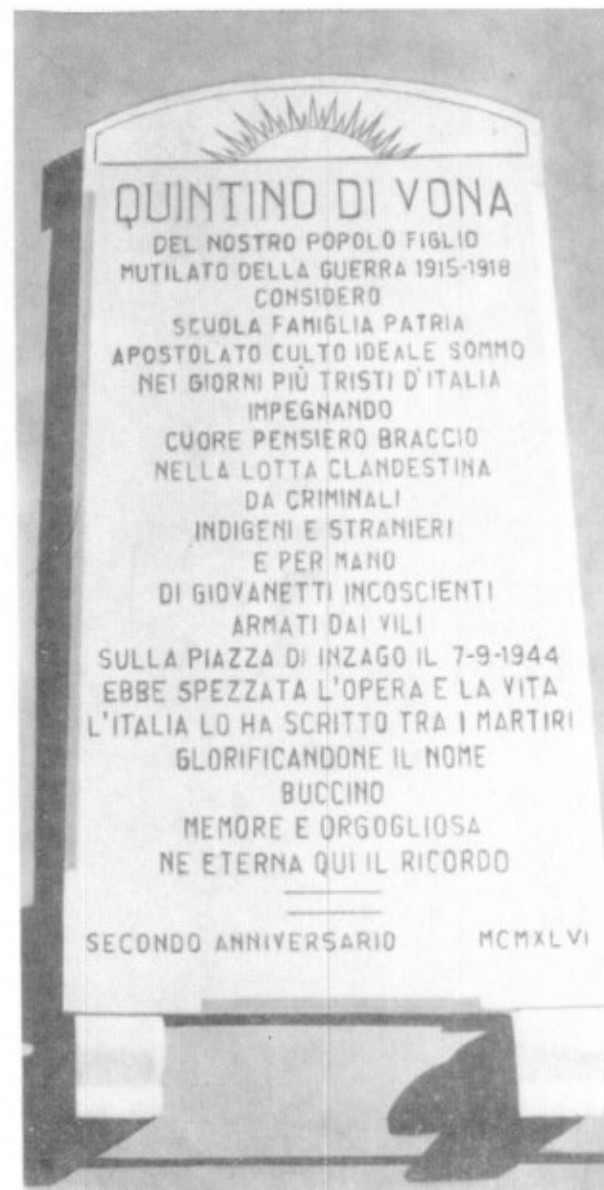 QUINTINO DI VONA
DEL NOSTRO POPOLO FIGLIO
MUTILATO DELLA GUERRA 1915-1918
CONSIDERO
SCUOLA FAMIGLIA PATRIA
APOSTOLATO CULTO IDEALE SOMMO
NEI GIORNI PIÙ TRISTI D'ITALIA
IMPEGNANDO
CUORE PENSIERO BRACCIO
NELLA LOTTA CLANDESTINA
DA CRIMINALI
INDIGENI E STRANIERI
E PER MANO
DI GIOVANETTI INCOSCIENTI
ARMATI DAI VILI
SULLA PIAZZA DI INZAGO IL 7-9-1944
EBBE SPEZZATA L'OPERA E LA VITA
L'ITALIA LO HA SCRITTO TRA I MARTIRI
GLORIFICANDONE IL NOME
BUCCINO
MEMORE E ORGOGLIOSA
NE ETERNA QUI IL RICORDO
SECONDO ANNIVERSARIO MCMXLVI